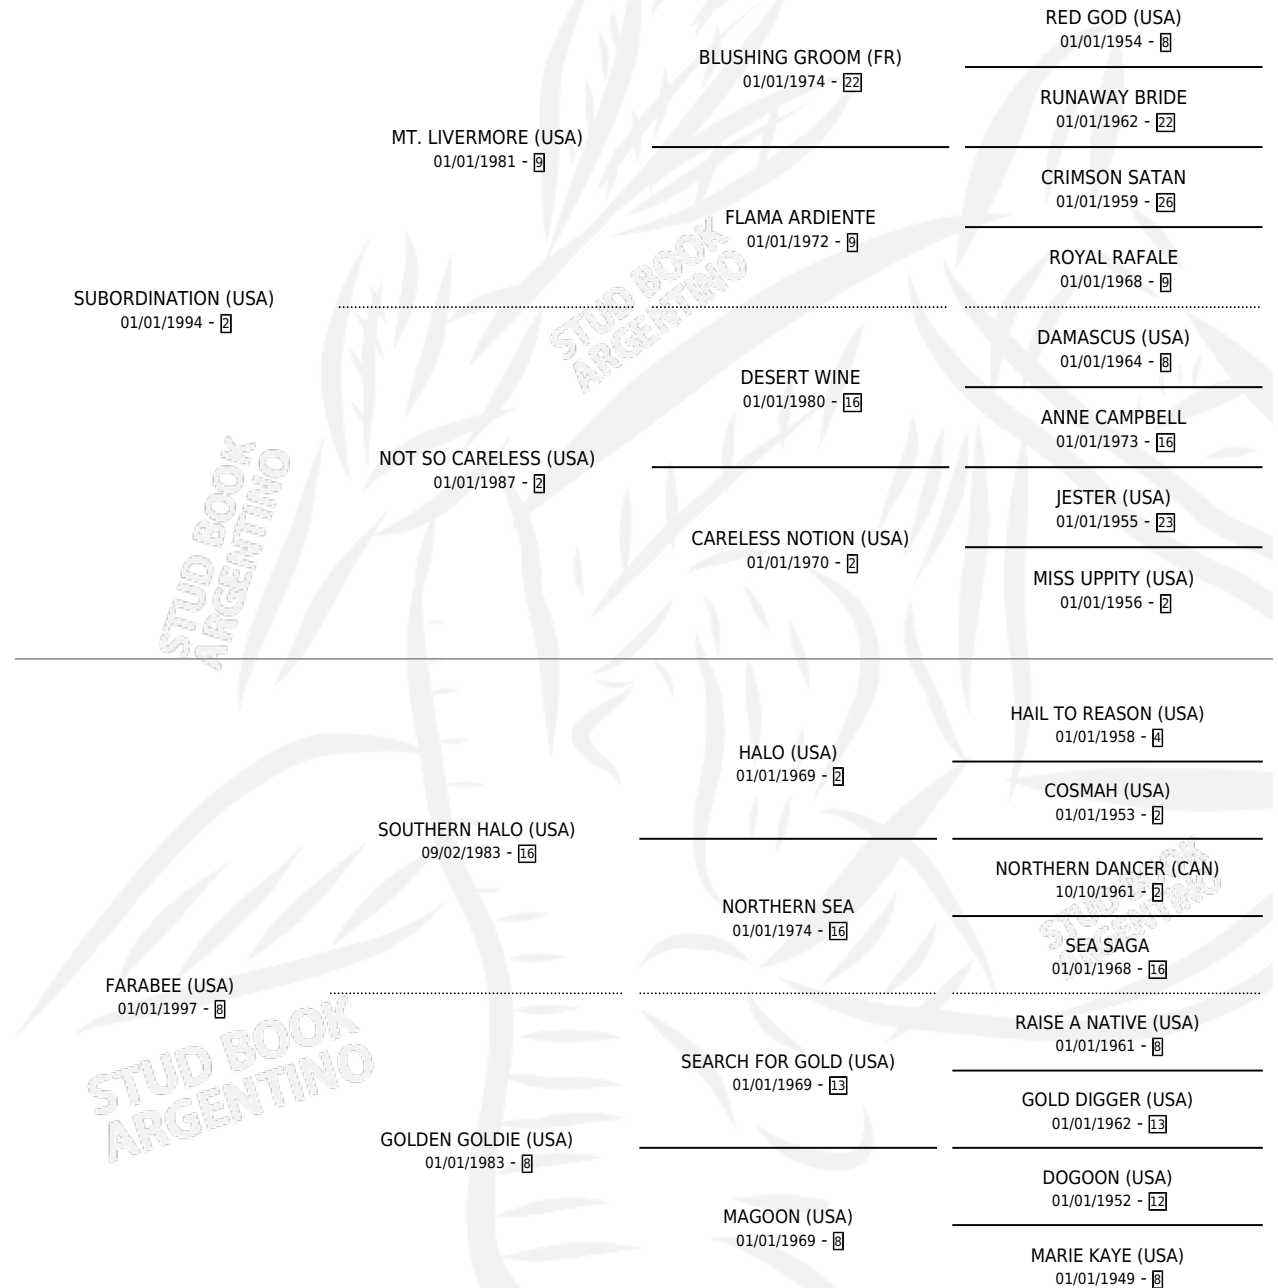 RED GOD (USA)
01/01/1954 - 8
BLUSHING GROOM (FR)
01/01/1974 - 22
RUNAWAY BRIDE
01/01/1962 - 22
MT. LIVERMORE (USA)
01/01/1981 - 9
CRIMSON SATAN
01/01/1959 - 26
FLAMA ARDIENTE
01/01/1972 - 9
ROYAL RAFALE
01/01/1968 - 9
SUBORDINATION (USA)
01/01/1994 - 2
DAMASCUS (USA)
01/01/1964 - 8
DESERT WINE
01/01/1980 - 16
ANNE CAMPBELL
01/01/1973 - 16
NOT SO CARELESS (USA)
01/01/1987 - 2
JESTER (USA)
01/01/1955 - 23
CARELESS NOTION (USA)
01/01/1970 - 2
MISS UPPITY (USA)
01/01/1956 - 2
STUD BOOK
ARGENTINO
STUD BOOK
ARGENTINO
HAIL TO REASON (USA)
01/01/1958 - 4
HALO (USA)
01/01/1969 - 2
COSMAH (USA)
01/01/1953 - 2
SOUTHERN HALO (USA)
09/02/1983 - 16
NORTHERN DANCER (CAN)
10/10/1961 - 2
NORTHERN SEA
01/01/1974 - 16
SEA SAGA
01/01/1968 - 16
STUD BOOK
ARGENTINO
FARABEE (USA)
01/01/1997 - 8
RAISE A NATIVE (USA)
01/01/1961 - 8
SEARCH FOR GOLD (USA)
01/01/1969 - 13
GOLD DIGGER (USA)
01/01/1962 - 13
STUD BOOK
ARGENTINO
GOLDEN GOLDIE (USA)
01/01/1983 - 8
DOGOON (USA)
01/01/1952 - 12
MAGOON (USA)
01/01/1969 - 8
MARIE KAYE (USA)
01/01/1949 - 8